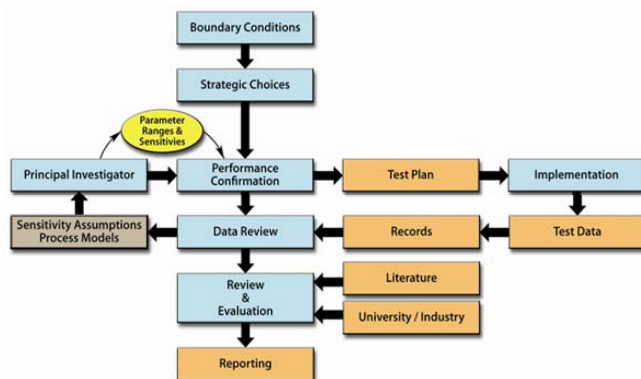 Boundary Conditions
Strategic Choices
Parameter
Ranges &
Sensitivies
Principal Investigator
Performance
Confirmation
Test Plan
Implementation
Sensitivity Assumptions
Process Models
Data Review
Records
Test Data
Review
&
Evaluation
Literature
University / Industry
Reporting